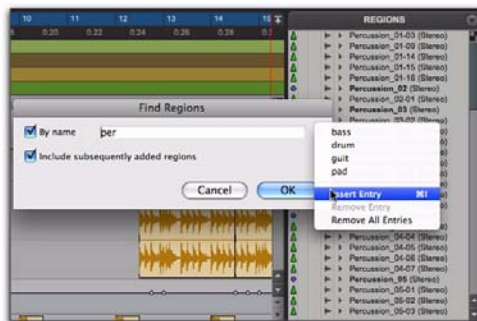 10 11 12 13 14 15
0:20 0:22 0:24 0:26 0:28
REGIONS
Percussion_01-03 (Stereo)
Percussion_01-09 (Stereo)
Percussion_01-14 (Stereo)
Percussion_01-15 (Stereo)
Percussion_01-16 (Stereo)
Percussion_02 (Stereo)
Percussion_02-01 (Stereo)
Percussion_03 (Stereo)
Percussion_03-02 (Stereo)
Find Regions
By name per
Include subsequently added regions
Cancel OK
bass
drum
guit
pad
Insert Entry ⌘I
Remove Entry
Remove All Entries
Percussion_04-04 (Stereo)
Percussion_04-05 (Stereo)
Percussion_04-06 (Stereo)
Percussion_04-07 (Stereo)
Percussion_05 (Stereo)
Percussion_05-01 (Stereo)
Percussion_05-02 (Stereo)
Percussion_05-03 (Stereo)